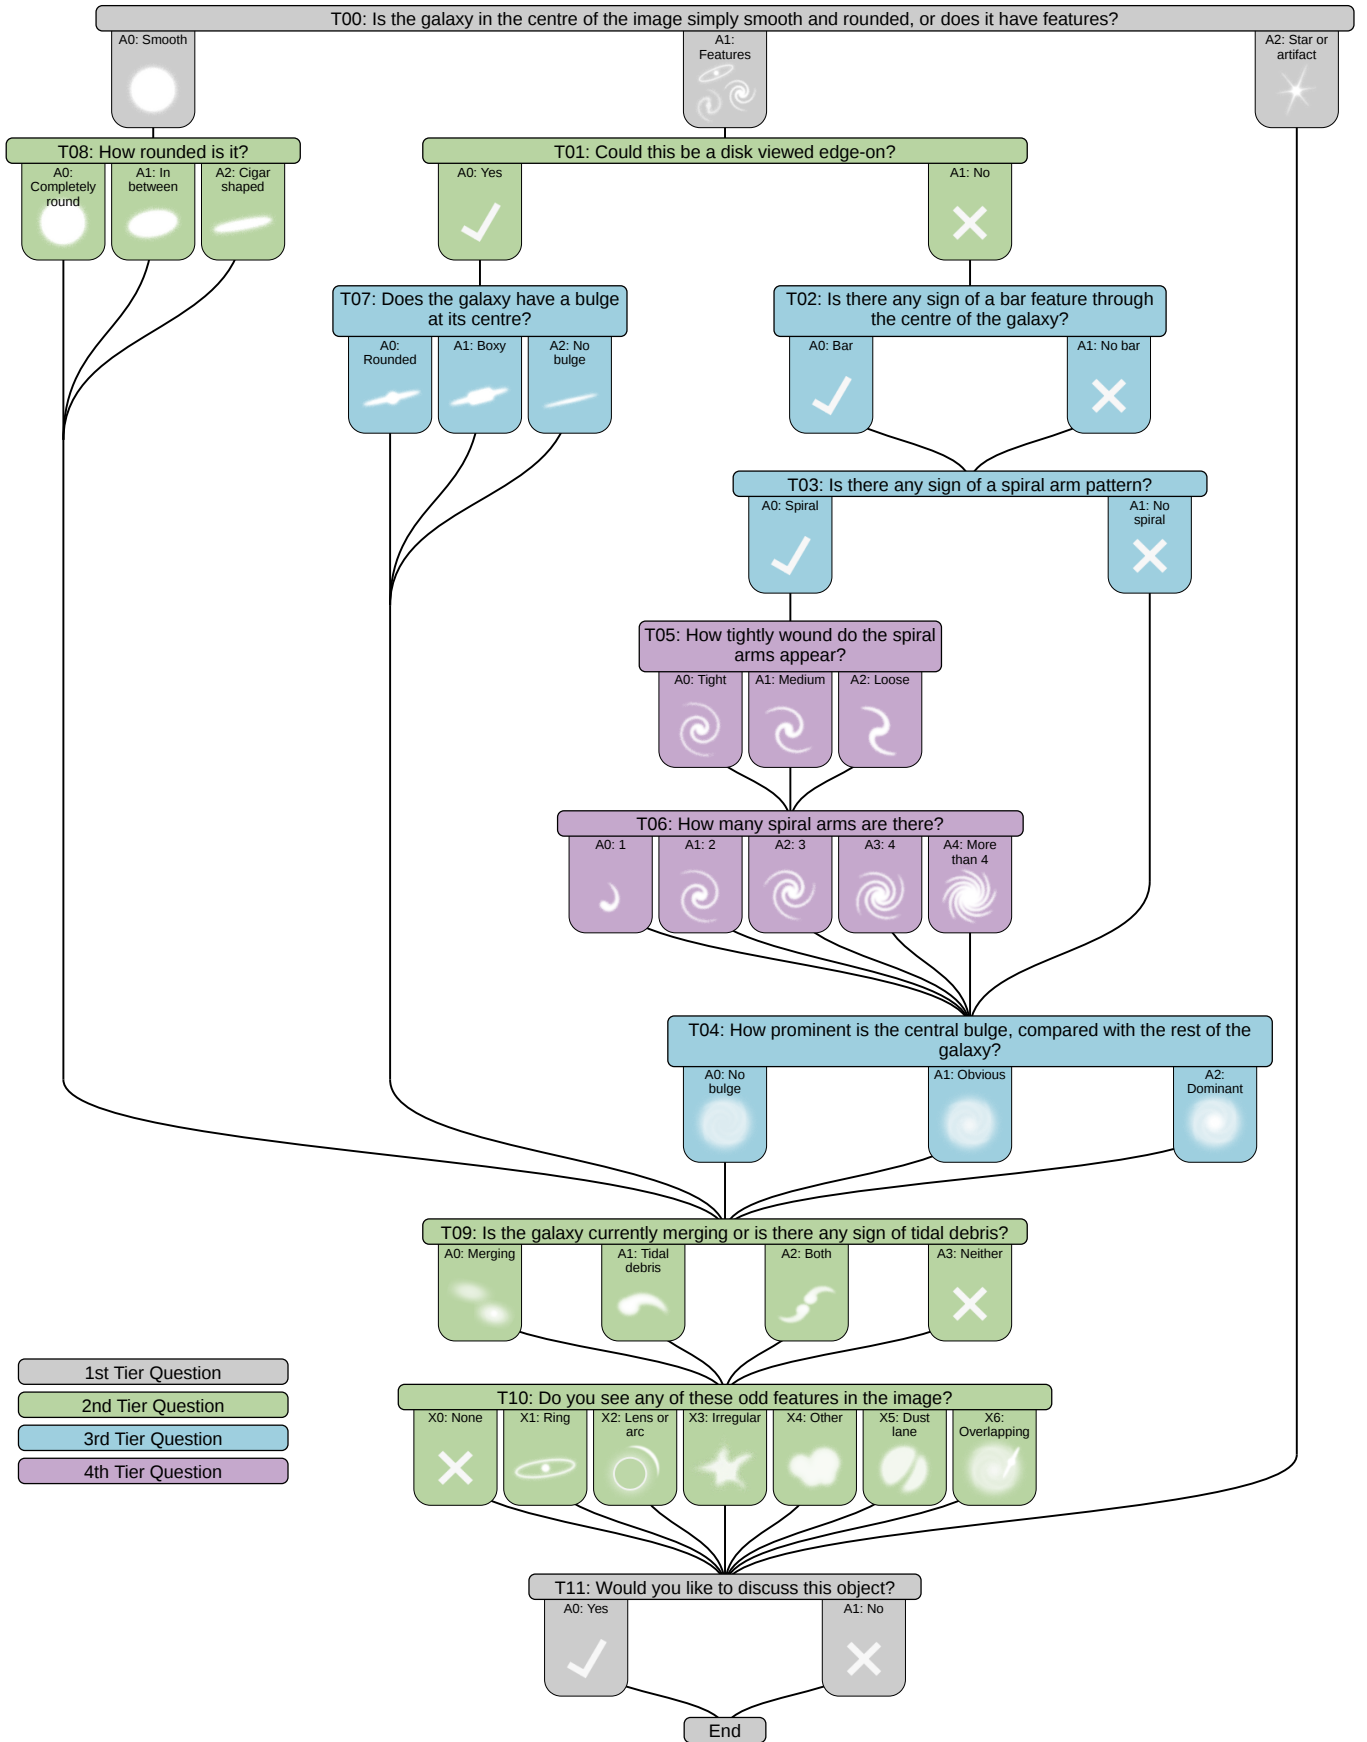 T00: Is the galaxy in the centre of the image simply smooth and rounded, or does it have features?
A0: Smooth
A1:
Features
A2: Star or
artifact
T08: How rounded is it?
A0:
Completely
round
A1: In
between
A2: Cigar
shaped
T01: Could this be a disk viewed edge-on?
A0: Yes
A1: No
T07: Does the galaxy have a bulge
at its centre?
A0:
Rounded
A1: Boxy
A2: No
bulge
T02: Is there any sign of a bar feature through
the centre of the galaxy?
A0: Bar
A1: No bar
T03: Is there any sign of a spiral arm pattern?
A0: Spiral
A1: No
spiral
T05: How tightly wound do the spiral
arms appear?
A0: Tight
A1: Medium
A2: Loose
T06: How many spiral arms are there?
A0: 1
A1: 2
A2: 3
A3: 4
A4: More
than 4
T04: How prominent is the central bulge, compared with the rest of the
galaxy?
A0: No
bulge
A1: Obvious
A2:
Dominant
T09: Is the galaxy currently merging or is there any sign of tidal debris?
A0: Merging
A1: Tidal
debris
A2: Both
A3: Neither
1st Tier Question
2nd Tier Question
3rd Tier Question
4th Tier Question
T10: Do you see any of these odd features in the image?
X0: None
X1: Ring
X2: Lens or
arc
X3: Irregular
X4: Other
X5: Dust
lane
X6:
Overlapping
T11: Would you like to discuss this object?
A0: Yes
A1: No
End